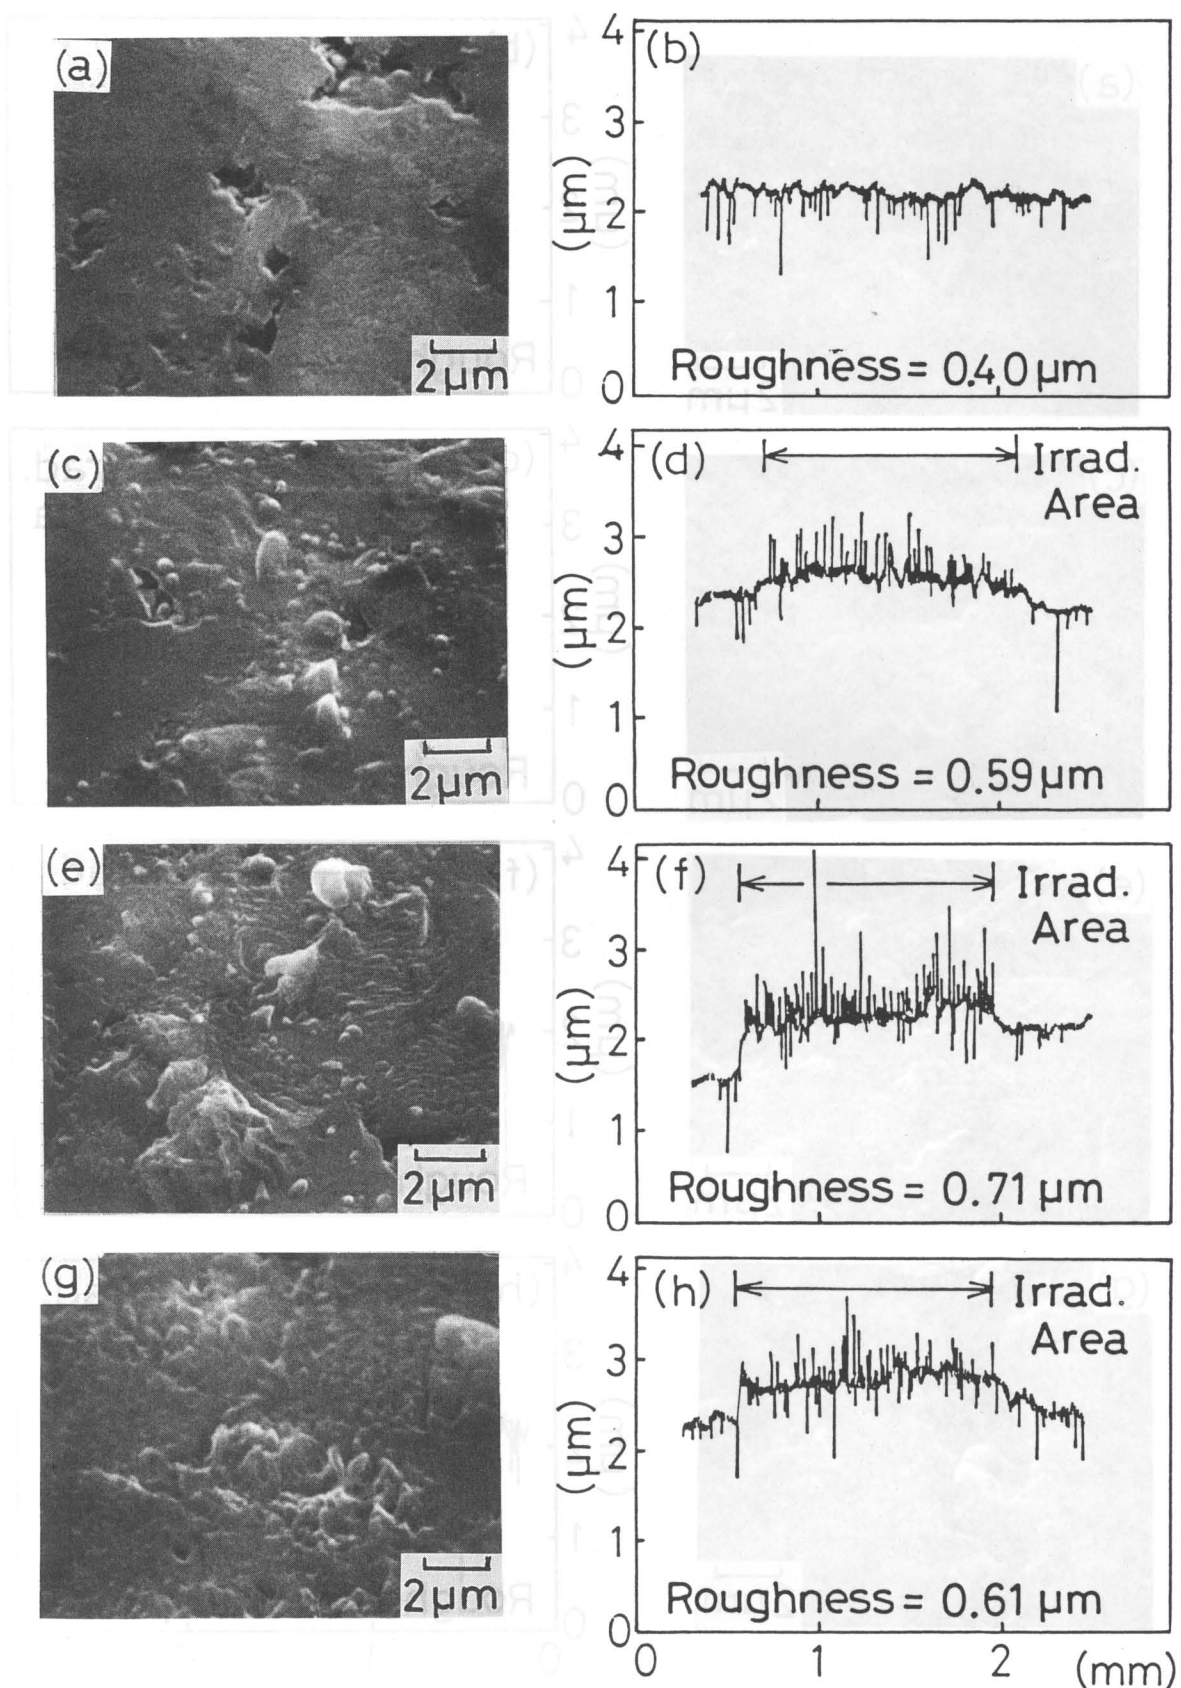 (a)
2μm
(b)
4
3
2
1
0
(μm)
Roughness = 0.40 μm
(c)
2μm
(d)
4
3
2
1
0
(μm)
Irrad.
Area
Roughness = 0.59 μm
(e)
2μm
(f)
4
3
2
1
0
(μm)
Irrad.
Area
Roughness = 0.71 μm
(g)
2μm
(h)
4
3
2
1
0
(μm)
Irrad.
Area
Roughness = 0.61 μm
0 1 2 (mm)